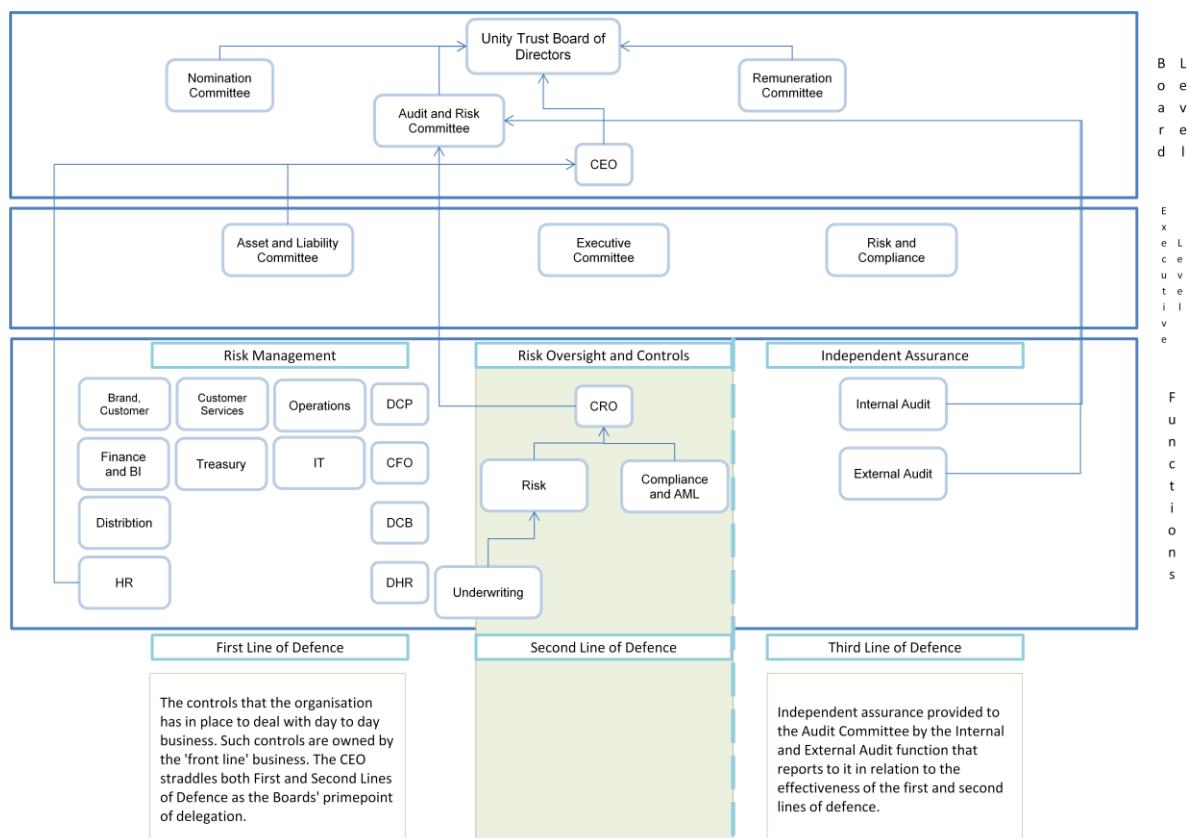 Unity Trust Board of
Directors
Nomination
Committee
Remuneration
Committee
Audit and Risk
Committee
CEO
Board
Level
Asset and Liability
Committee
Executive
Committee
Risk and
Compliance
Executive
Level
Risk Management
Risk Oversight and Controls
Independent Assurance
Brand,
Customer
Customer
Services
Operations
DCP
CRO
Internal Audit
Finance
and BI
Treasury
IT
CFO
Risk
Compliance
and AML
External Audit
Distribtion
DCB
HR
DHR
Underwriting
Functions
First Line of Defence
Second Line of Defence
Third Line of Defence
The controls that the organisation
has in place to deal with day to day
business. Such controls are owned by
the 'front line' business. The CEO
straddles both First and Second Lines
of Defence as the Boards' primepoint
of delegation.
Independent assurance provided to
the Audit Committee by the Internal
and External Audit function that
reports to it in relation to the
effectiveness of the first and second
lines of defence.